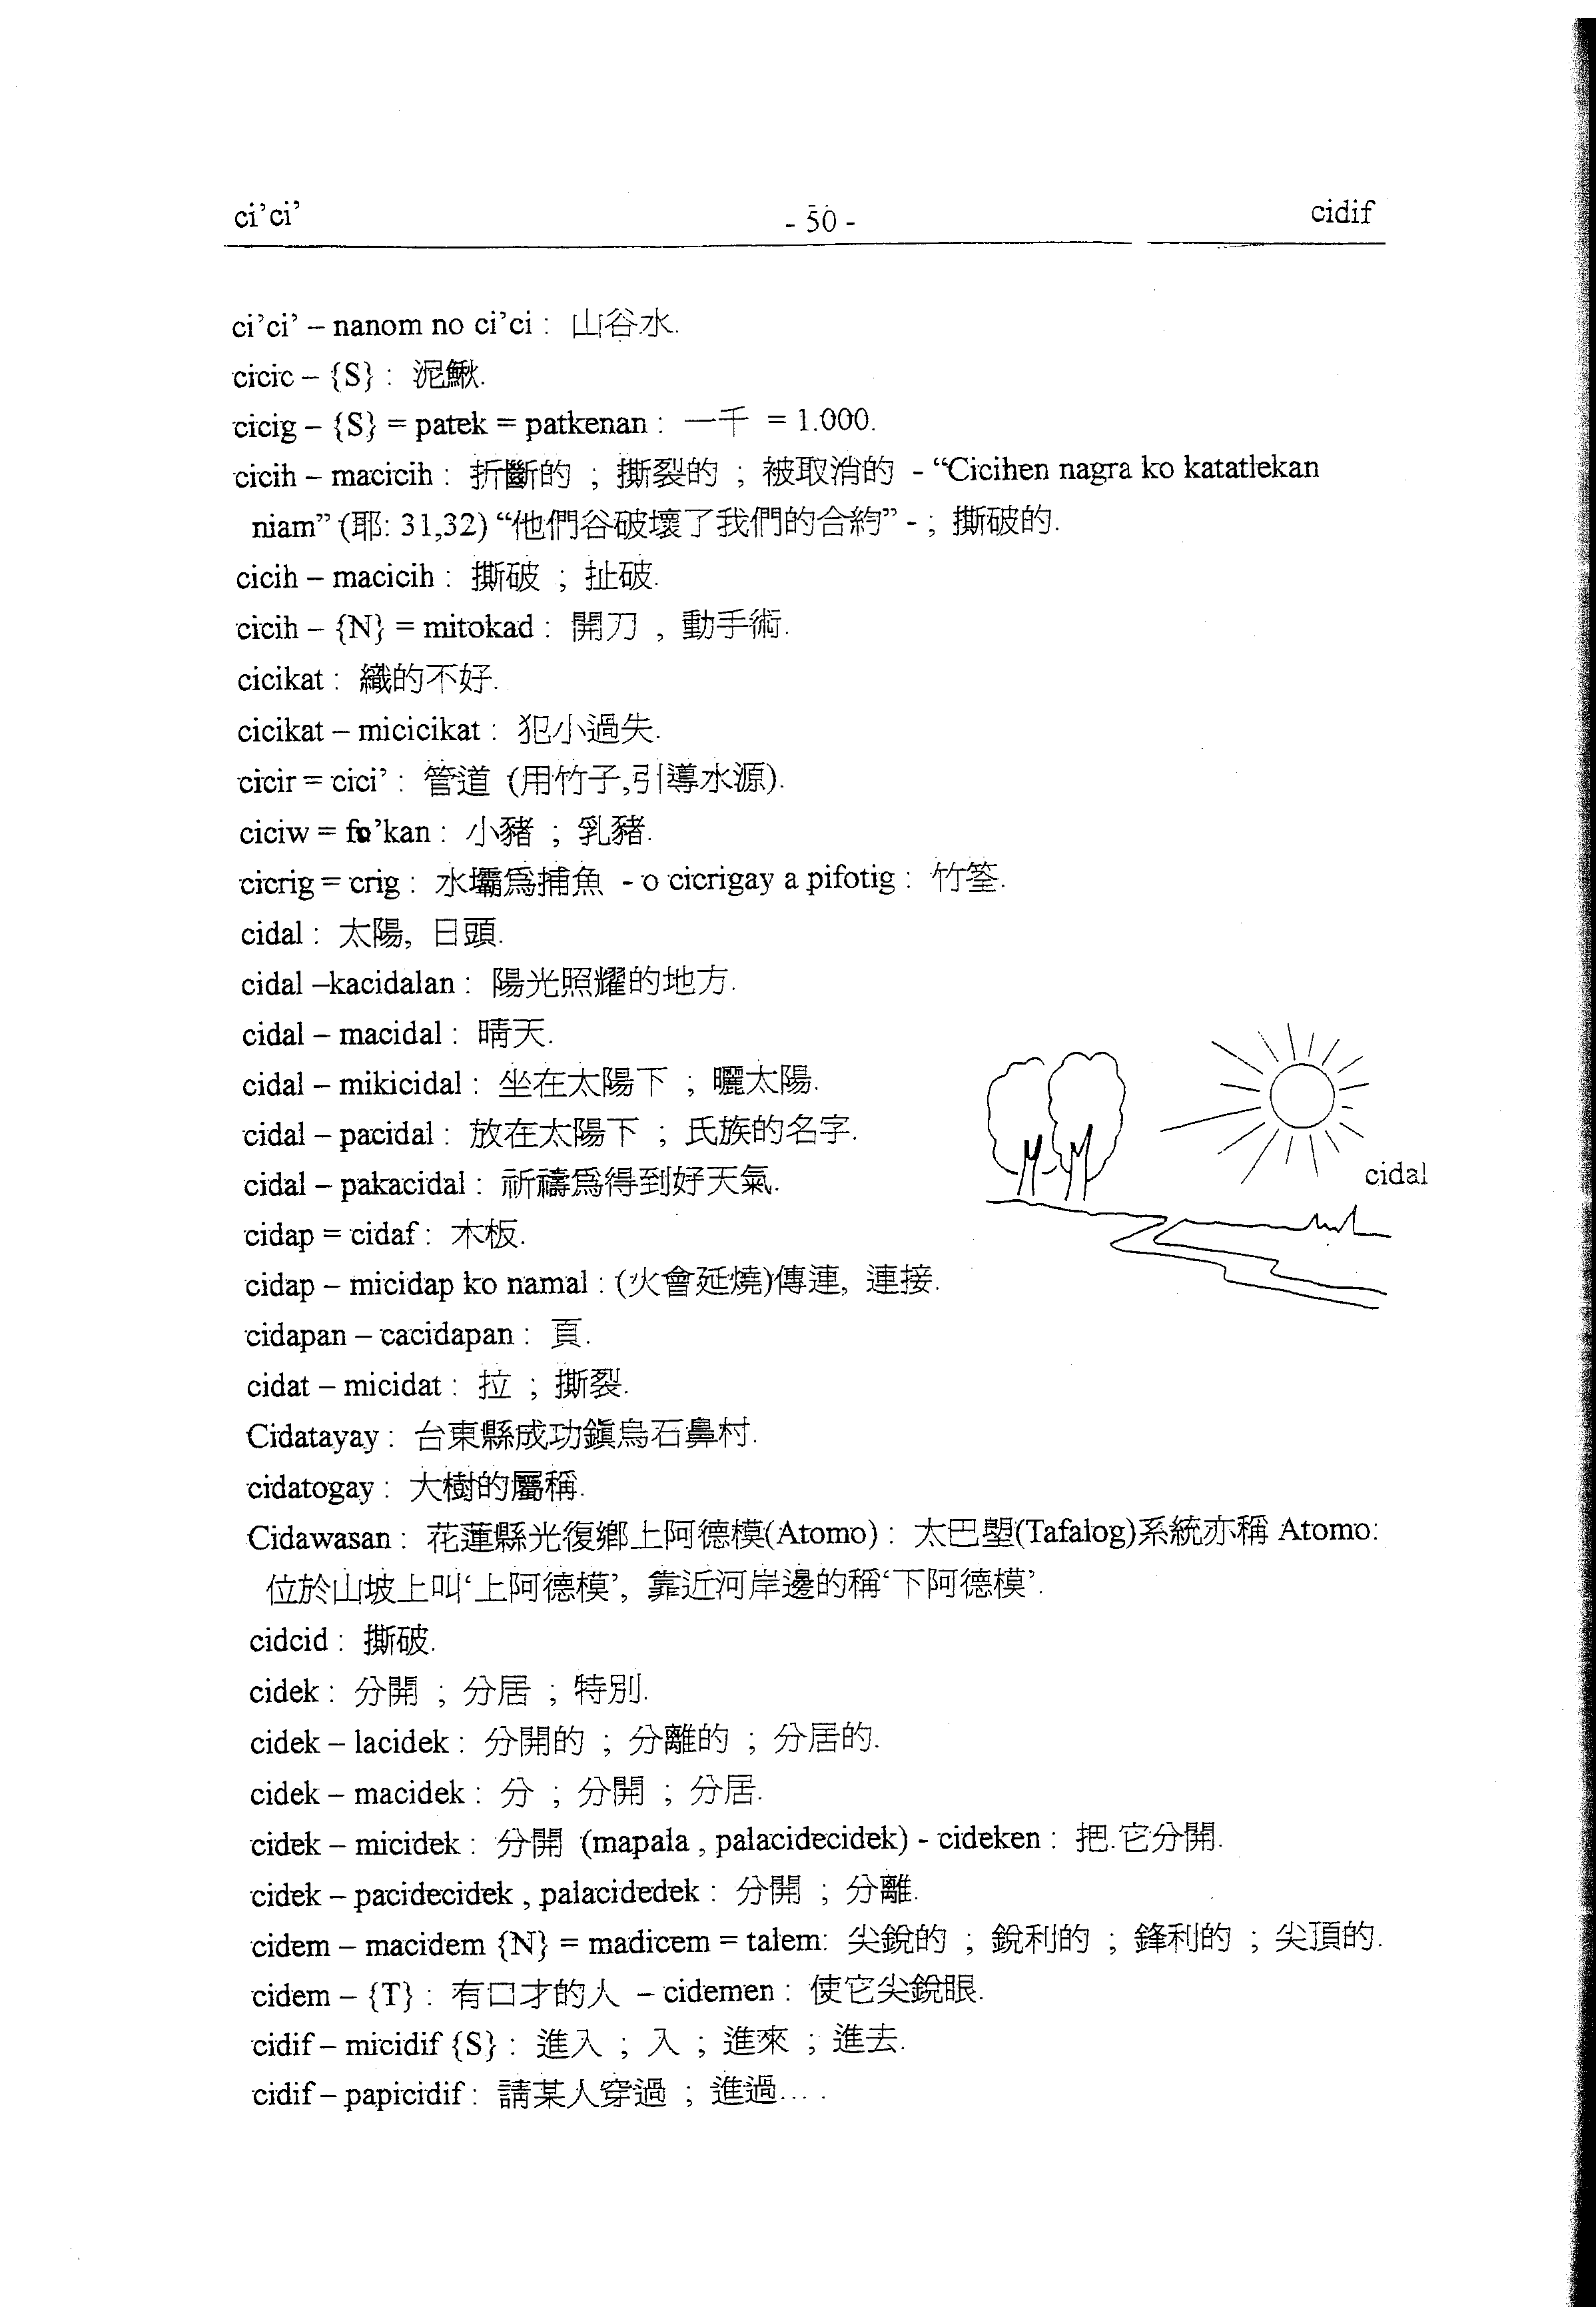 ci’ci’
- 50 -
cidif
ci’ci’ – nanom no ci’ci : 山谷水.
cicic – {S} : 泥鰍.
cicig – {S} = patek = patkenan : 一千 = 1.000.
cicih – macicih : 折斷的 ; 撕裂的 ; 被取消的 - “Cicihen nagra ko katatlekan
niam” (耶: 31,32) “他們谷破壞了我們的合約” - ; 撕破的.
cicih – macicih : 撕破 ; 扯破.
cicih – {N} = mitokad : 開刀 , 動手術.
cicikat : 織的不好.
cicikat – micicikat : 犯小過失.
cicir = cici’ : 管道 (用竹子,引導水源).
ciciw = fo’kan : 小豬 ; 乳豬.
cicrig = crig : 水壩爲捕魚 - o cicrigay a pifotig : 竹筌.
cidal : 太陽, 日頭.
cidal –kacidalan : 陽光照耀的地方.
cidal – macidal : 晴天.
cidal – mikicidal : 坐在太陽下 ; 曬太陽.
cidal – pacidal : 放在太陽下 ; 氏族的名字.
cidal – pakacidal : 祈禱爲得到好天氣.
cidal
cidap = cidaf : 木板.
cidap – micidap ko namal : (火會延燒)傳連, 連接.
cidapan – cacidapan : 頁.
cidat – micidat : 拉 ; 撕裂.
Cidatayay : 台東縣成功鎮烏石鼻村.
cidatogay : 大樹的屬稱.
Cidawasan : 花蓮縣光復鄉上阿德模(Atomo) : 太巴塱(Tafalog)系統亦稱 Atomo:
位於山坡上叫‘上阿德模’, 靠近河岸邊的稱‘下阿德模’.
cidcid : 撕破.
cidek : 分開 ; 分居 ; 特別.
cidek – lacidek : 分開的 ; 分離的 ; 分居的.
cidek – macidek : 分 ; 分開 ; 分居.
cidek – micidek : 分開 (mapala , palacidecidek) - cideken : 把.它分開.
cidek – pacidecidek , palacidedek : 分開 ; 分離.
cidem – macidem {N} = madicem = talem: 尖銳的 ; 銳利的 ; 鋒利的 ; 尖頂的.
cidem – {T} : 有口才的人 – cidemen : 使它尖銳眼.
cidif – micidif {S} : 進入 ; 入 ; 進來 ; 進去.
cidif – papicidif : 請某人穿過 ; 進過... .